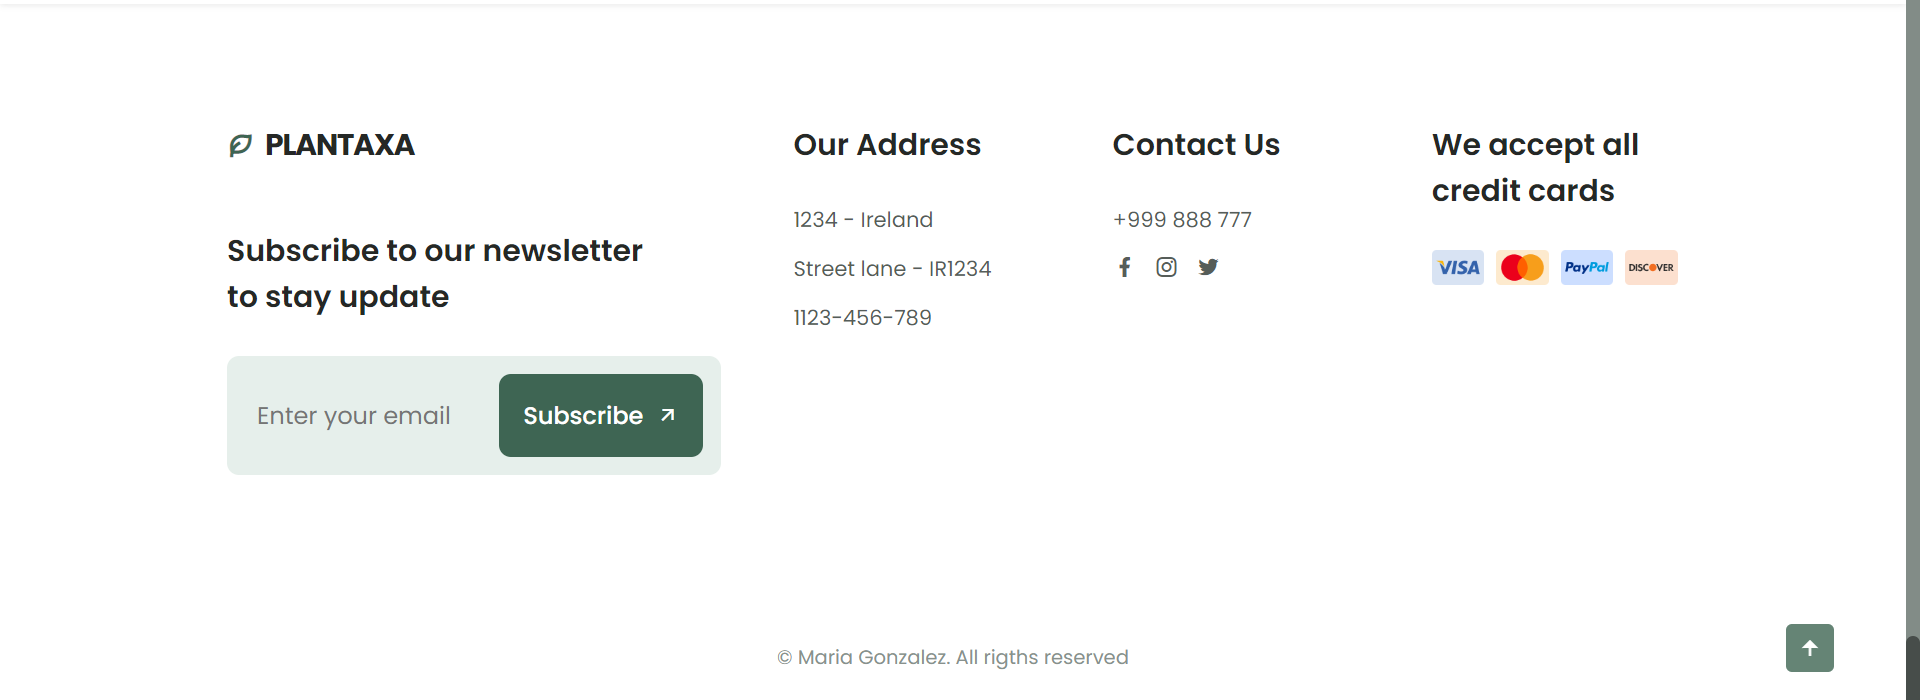 PLANTAXA
Subscribe to our newsletter
to stay update
Enter your email
Subscribe
Our Address
1234 - Ireland
Street lane - IR1234
1123-456-789
Contact Us
+999 888 777
We accept all
credit cards
VISA
PayPal
DISCOVER
© Maria Gonzalez. All rigths reserved